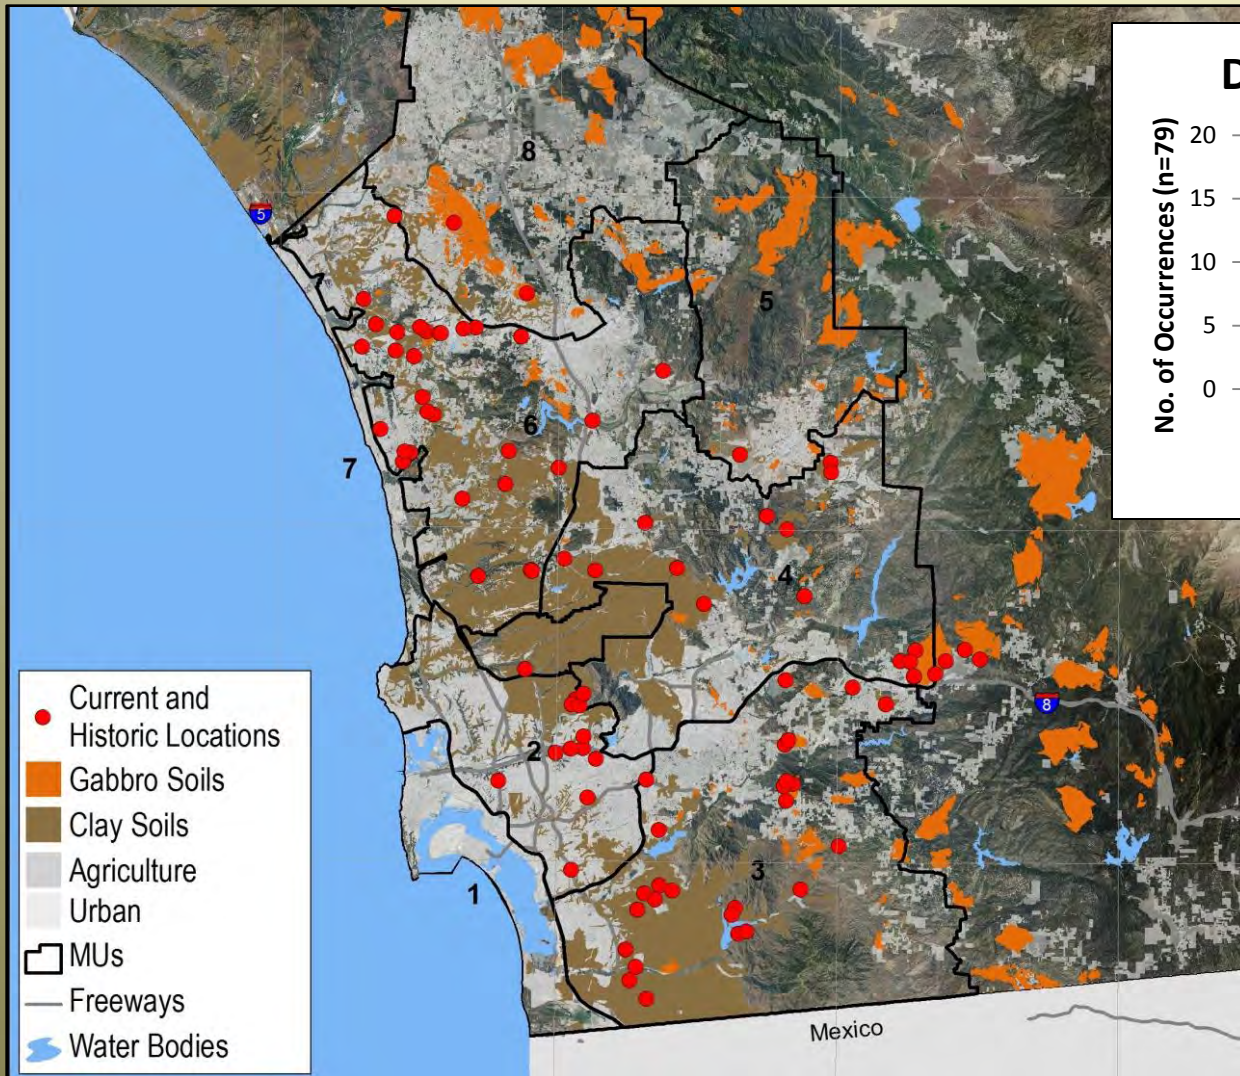 D
No. of Occurrences (n=79)
20
15
10
5
0
5
8
5
6
7
4
8
2
3
1
Mexico
Current and
Historic Locations
Gabbro Soils
Clay Soils
Agriculture
Urban
MUs
Freeways
Water Bodies